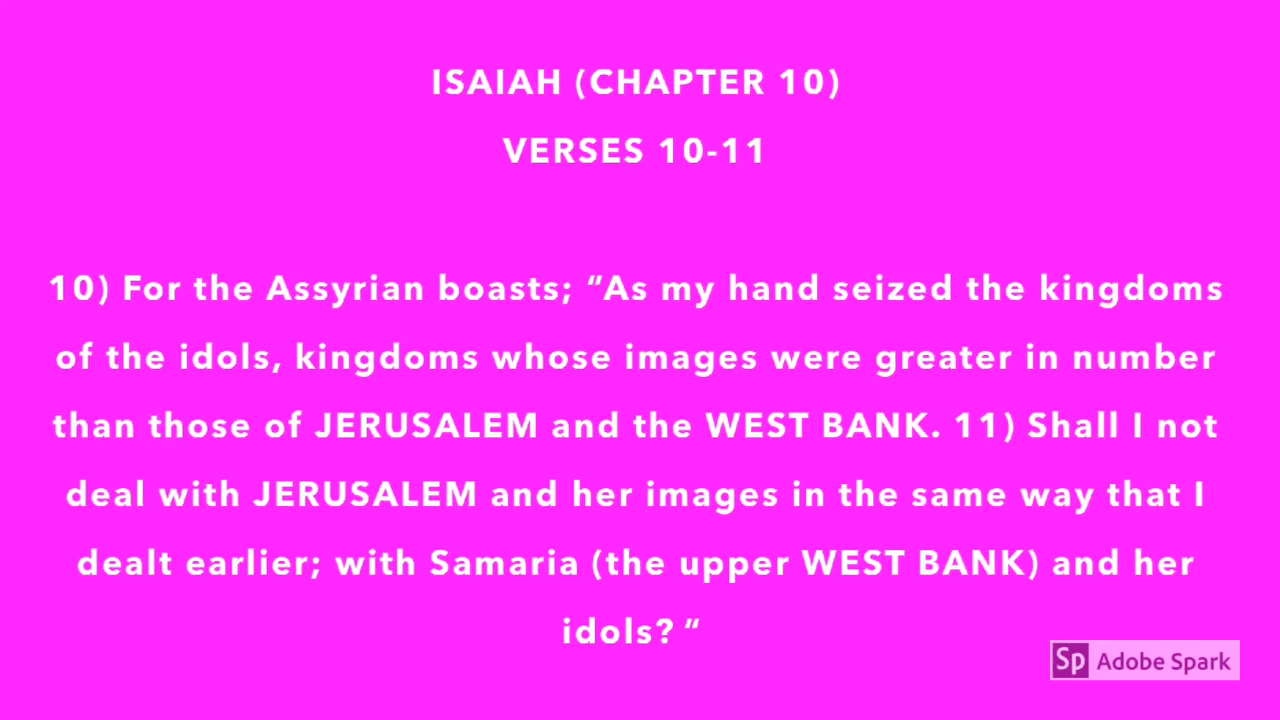 ISAIAH (CHAPTER 10)
VERSES 10-11
10) For the Assyrian boasts; “As my hand seized the kingdoms
of the idols, kingdoms whose images were greater in number
than those of JERUSALEM and the WEST BANK. 11) Shall I not
deal with JERUSALEM and her images in the same way that I
dealt earlier; with Samaria (the upper WEST BANK) and her
idols? “
Sp Adobe Spark